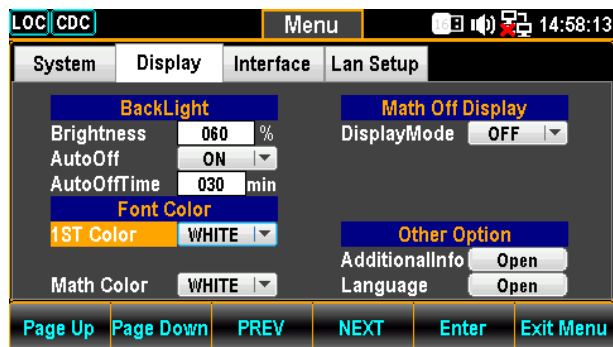 LOC CDC Menu 16 14:58:13
System Display Interface Lan Setup
BackLight
Brightness 060 %
AutoOff ON
AutoOffTime 030 min
Font Color
1ST Color WHITE
Math Color WHITE
Math Off Display
DisplayMode OFF
Other Option
AdditionalInfo Open
Language Open
Page Up Page Down PREV NEXT Enter Exit Menu